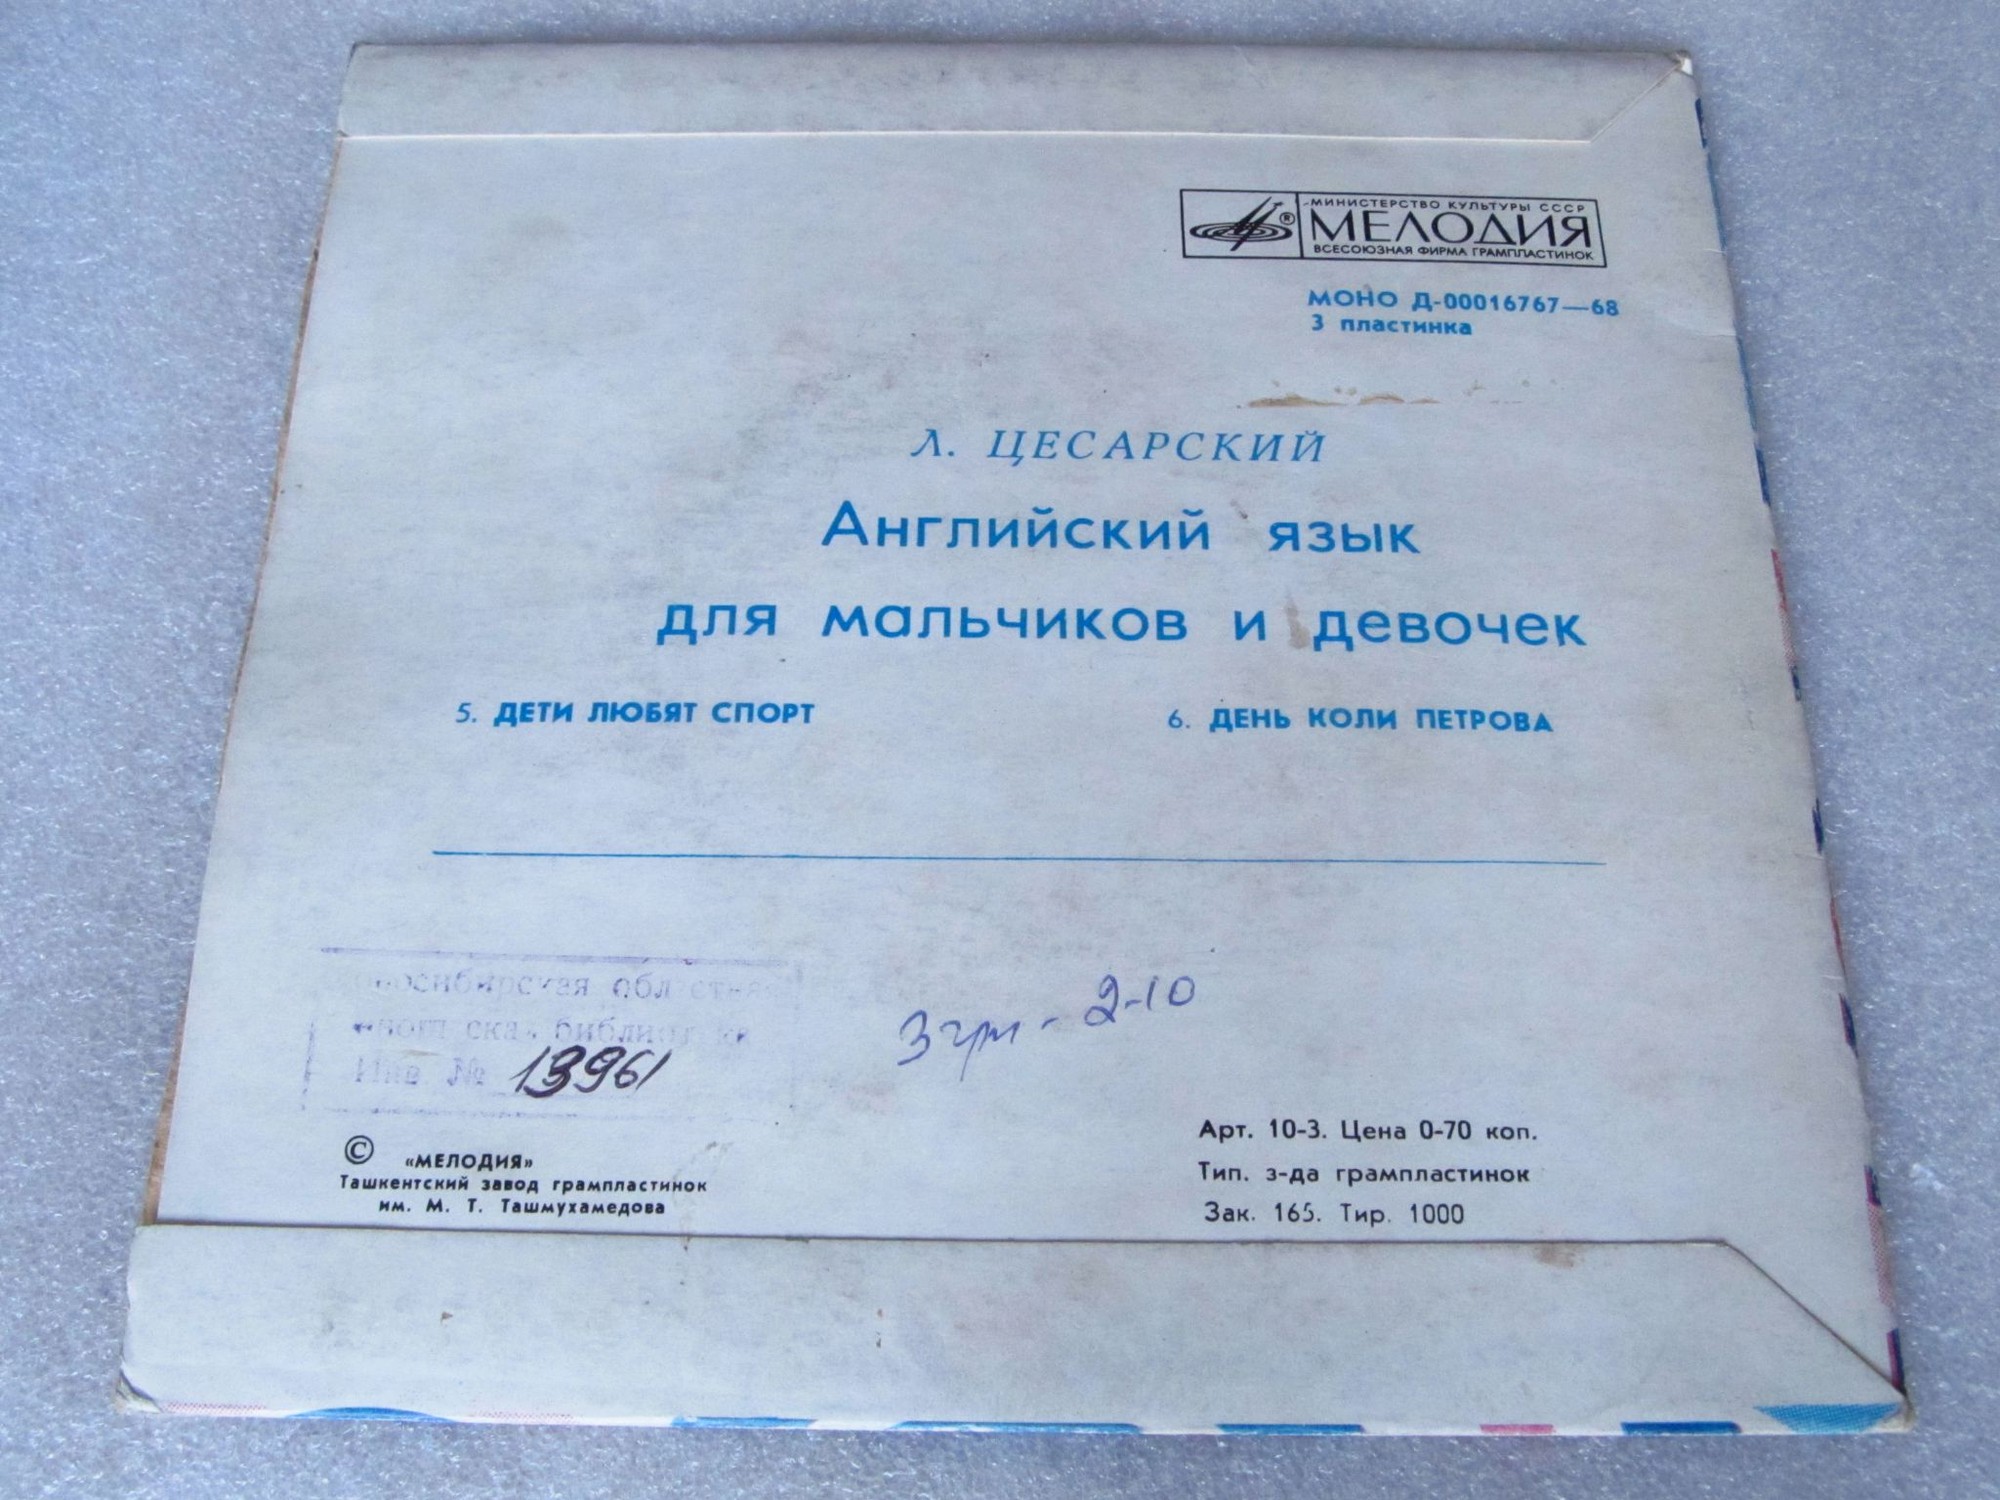 МИНИСТЕРСТВО КУЛЬТУРЫ СССР
МЕЛОДИЯ
ВСЕСОЮЗНАЯ ФИРМА ГРАМПЛАСТИНОК
МОНО Д-00016767—68
3 пластинка
Л. ЦЕСАРСКИЙ
Английский язык
для мальчиков и девочек
5. ДЕТИ ЛЮБЯТ СПОРТ
6. ДЕНЬ КОЛИ ПЕТРОВА
Инв № 13961
2-10
© «МЕЛОДИЯ»
Ташкентский завод грампластинок
им. М. Т. Ташмухамедова
Арт. 10-3. Цена 0-70 коп.
Тип. з-да грампластинок
Зак. 165. Тир. 1000